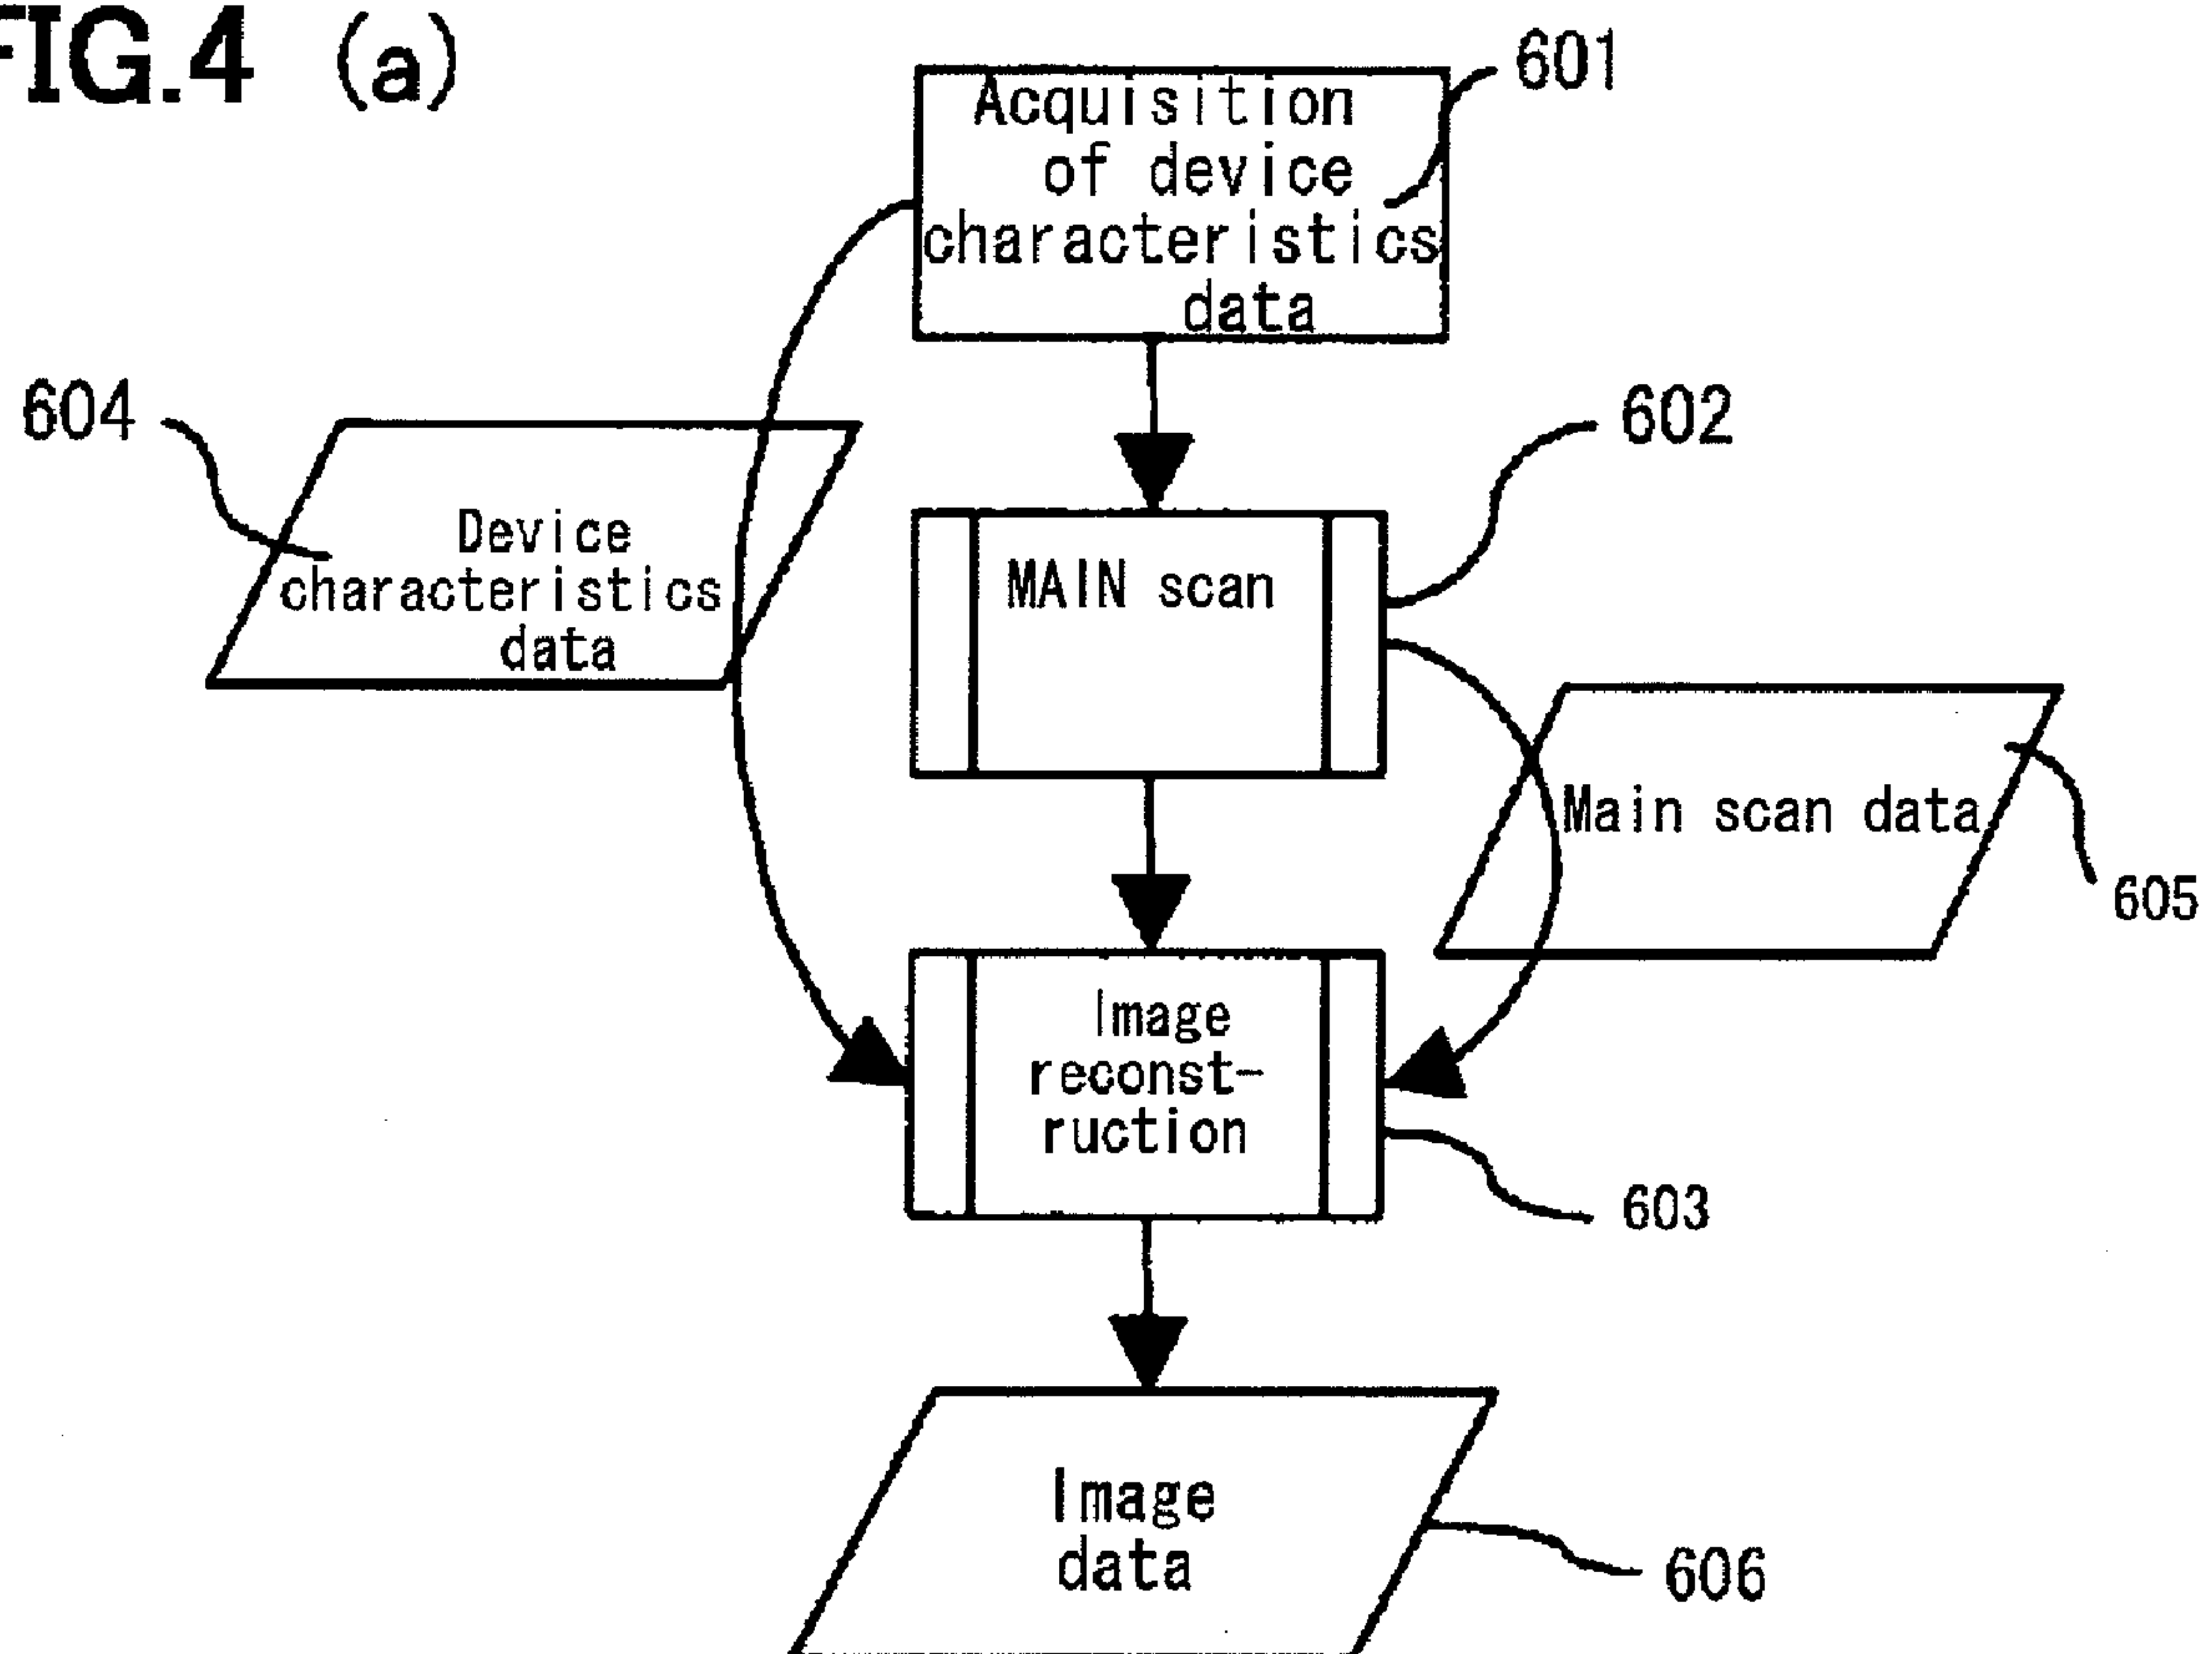 FIG.4 (a)
601
Acquisition
of device
characteristics
data
604
602
Device
characteristics
data
MAIN scan
Main scan data
605
Image
reconst-
ruction
603
Image
data
606